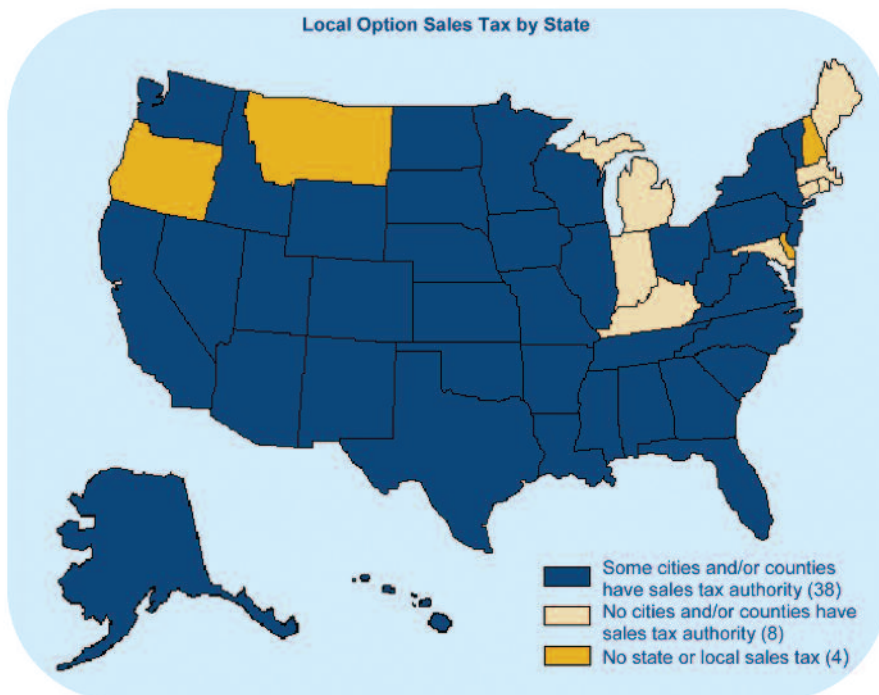 Local Option Sales Tax by State
Some cities and/or counties
have sales tax authority (38)
No cities and/or counties have
sales tax authority (8)
No state or local sales tax (4)